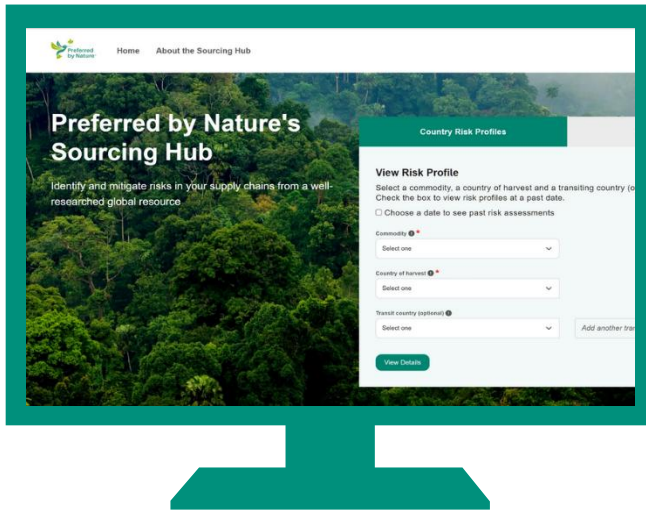 Preferred
by Nature
Home
About the Sourcing Hub
Preferred by Nature's
Sourcing Hub
Identify and mitigate risks in your supply chains from a well-
researched global resource
Country Risk Profiles
View Risk Profile
Select a commodity, a country of harvest and a transiting country (o
Check the box to view risk profiles at a past date.
Choose a date to see past risk assessments
Commodity *
Select one
Country of harvest *
Select one
Transit country (optional)
Select one
Add another tran
View Details